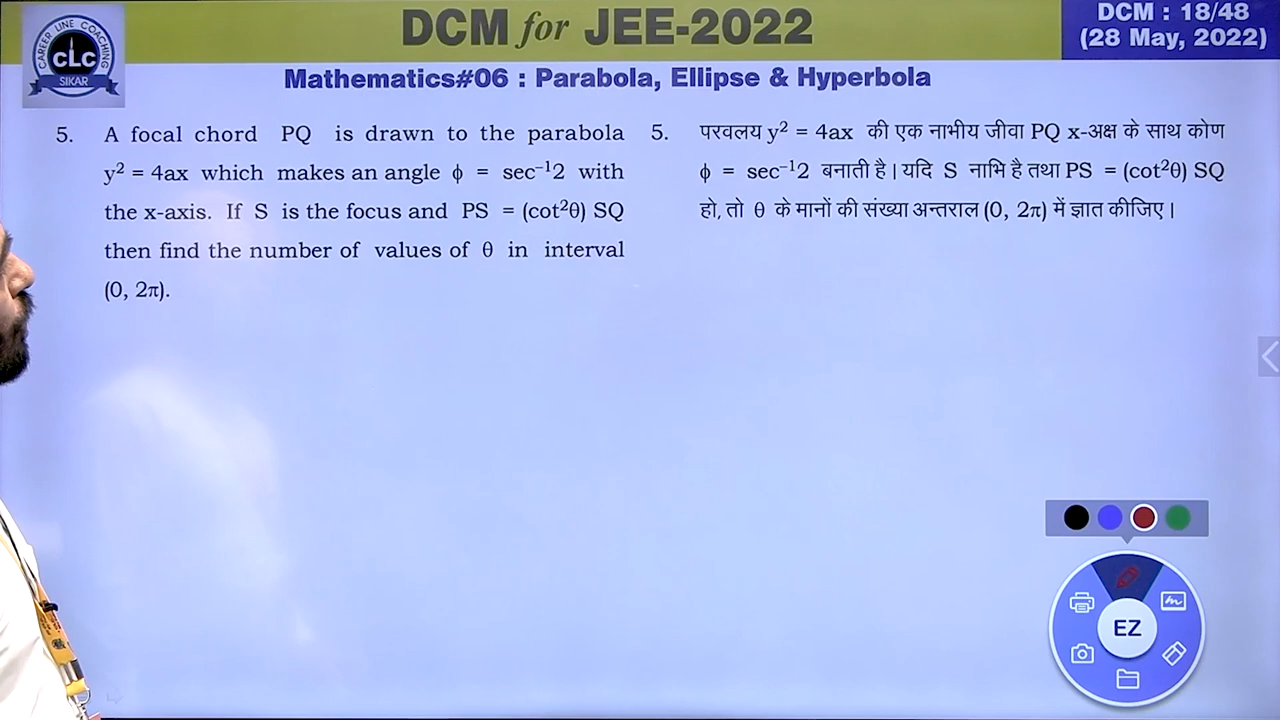 DCM for JEE-2022
DCM : 18/48
(28 May, 2022)
CAREER LINE COACHING
CLC
SIKAR
Mathematics#06 : Parabola, Ellipse & Hyperbola
5. A focal chord PQ is drawn to the parabola
y² = 4ax which makes an angle ϕ = sec⁻¹2 with
the x-axis. If S is the focus and PS = (cot²θ) SQ
then find the number of values of θ in interval
(0, 2π).
5. परवलय y² = 4ax की एक नाभीय जीवा PQ x-अक्ष के साथ कोण
ϕ = sec⁻¹2 बनाती है। यदि S नाभि है तथा PS = (cot²θ) SQ
हो, तो θ के मानों की संख्या अन्तराल (0, 2π) में ज्ञात कीजिए।
EZ